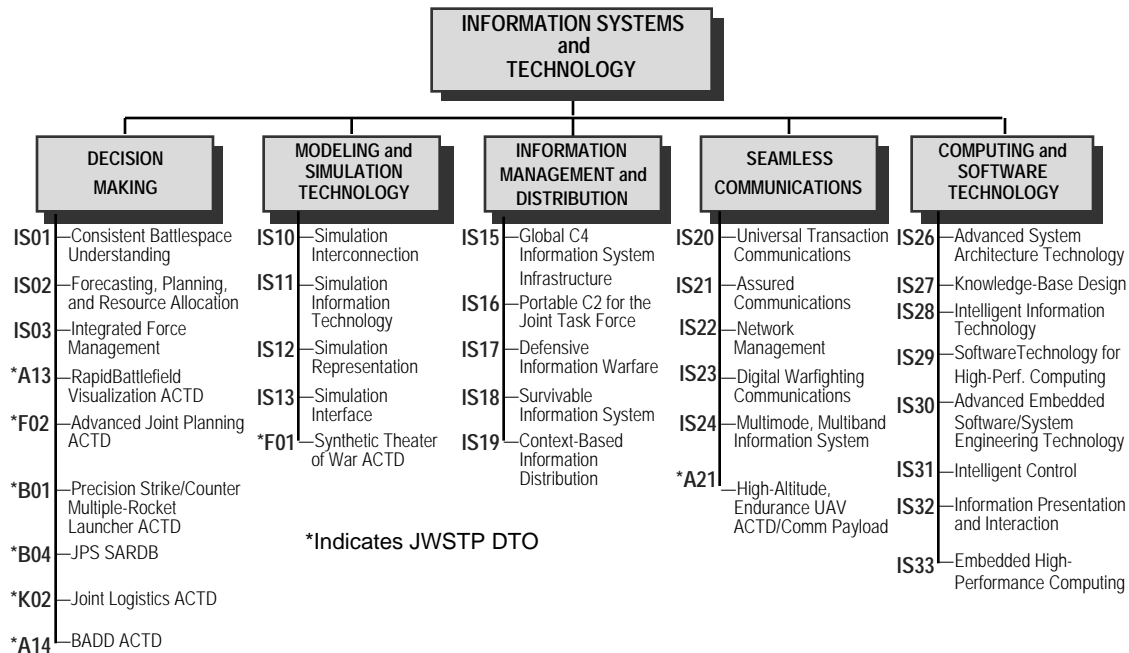 INFORMATION SYSTEMS
and
TECHNOLOGY
DECISION
MAKING
IS01 Consistent Battlespace
Understanding
IS02 Forecasting, Planning,
and Resource Allocation
IS03 Integrated Force
Management
*A13 RapidBattlefield
Visualization ACTD
*F02 Advanced Joint Planning
ACTD
*B01 Precision Strike/Counter
Multiple-Rocket
Launcher ACTD
*B04 JPS SARDB
*K02 Joint Logistics ACTD
*A14 BADD ACTD
MODELING and
SIMULATION
TECHNOLOGY
IS10 Simulation
Interconnection
IS11 Simulation
Information
Technology
IS12 Simulation
Representation
IS13 Simulation
Interface
*F01 Synthetic Theater
of War ACTD
INFORMATION
MANAGEMENT and
DISTRIBUTION
IS15 Global C4
Information System
Infrastructure
IS16 Portable C2 for the
Joint Task Force
IS17 Defensive
Information Warfare
IS18 Survivable
Information System
IS19 Context-Based
Information
Distribution
SEAMLESS
COMMUNICATIONS
IS20 Universal Transaction
Communications
IS21 Assured
Communications
IS22 Network
Management
IS23 Digital Warfighting
Communications
IS24 Multimode, Multiband
Information System
*A21 High-Altitude,
Endurance UAV
ACTD/Comm Payload
COMPUTING and
SOFTWARE
TECHNOLOGY
IS26 Advanced System
Architecture Technology
IS27 Knowledge-Base Design
IS28 Intelligent Information
Technology
IS29 SoftwareTechnology for
High-Perf. Computing
IS30 Advanced Embedded
Software/System
Engineering Technology
IS31 Intelligent Control
IS32 Information Presentation
and Interaction
IS33 Embedded High-
Performance Computing
*Indicates JWSTP DTO